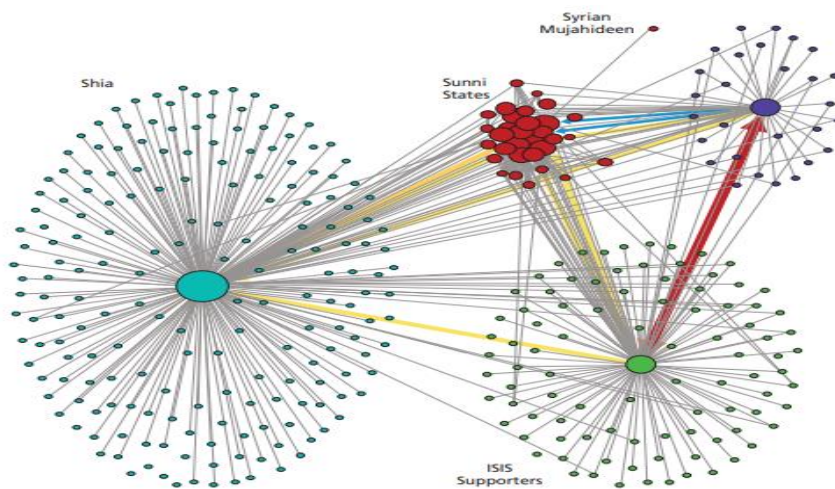 Syrian
Mujahideen
Shia
Sunni
States
ISIS
Supporters